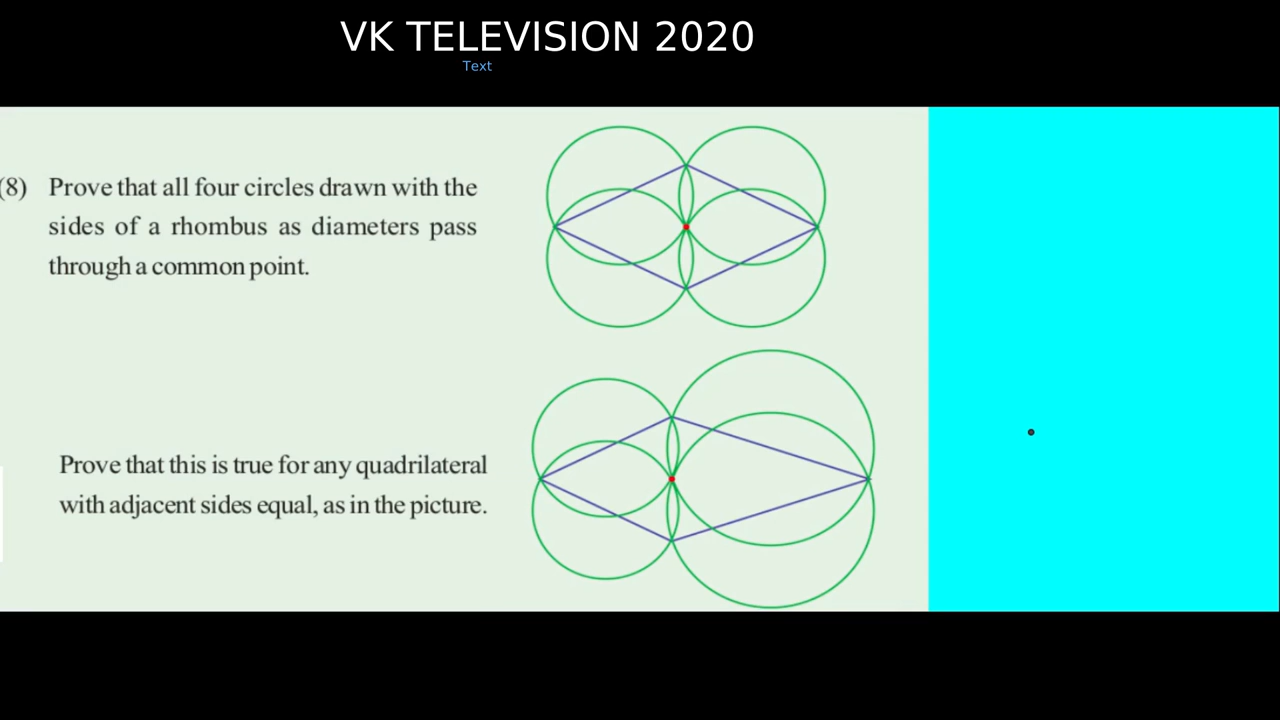 VK TELEVISION 2020
Text
(8) Prove that all four circles drawn with the
sides of a rhombus as diameters pass
through a common point.
Prove that this is true for any quadrilateral
with adjacent sides equal, as in the picture.